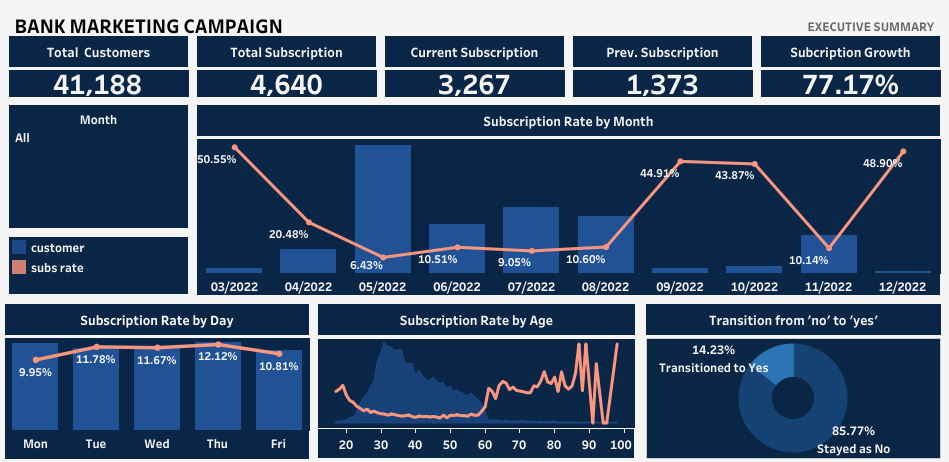 BANK MARKETING CAMPAIGN
EXECUTIVE SUMMARY
Total Customers
Total Subscription
Current Subscription
Prev. Subscription
Subcription Growth
41,188
4,640
3,267
1,373
77.17%
Month
All
customer
subs rate
Subscription Rate by Month
50.55%
20.48%
6.43%
10.51%
9.05%
10.60%
44.91%
43.87%
10.14%
48.90%
03/2022
04/2022
05/2022
06/2022
07/2022
08/2022
09/2022
10/2022
11/2022
12/2022
Subscription Rate by Day
9.95%
11.78%
11.67%
12.12%
10.81%
Mon
Tue
Wed
Thu
Fri
Subscription Rate by Age
20
30
40
50
60
70
80
90
100
Transition from 'no' to 'yes'
14.23%
Transitioned to Yes
85.77%
Stayed as No